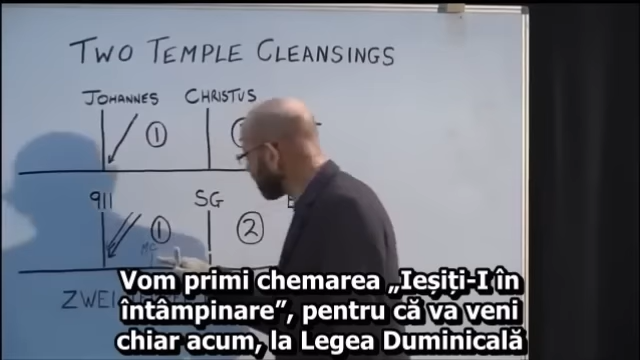 TWO TEMPLE CLEANSINGS
JOHANNES CHRISTUS
1
911 SG
1 2
MC
Vom primi chemarea „Ieșiți-I în
întâmpinare”, pentru că va veni
chiar acum, la Legea Duminicală